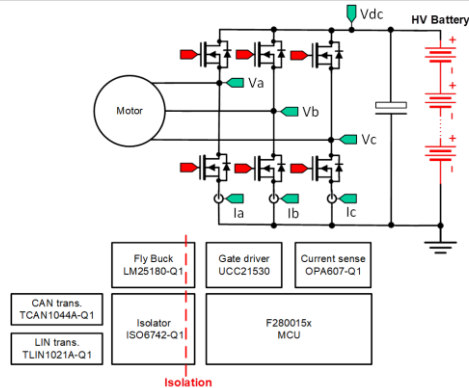 Vdc
HV Battery
+
-
+
-
+
-
Va
Motor
Vb
Vc
Ia
Ib
Ic
Fly Buck
LM25180-Q1
Gate driver
UCC21530
Current sense
OPA607-Q1
CAN trans.
TCAN1044A-Q1
Isolator
ISO6742-Q1
F280015x
MCU
LIN trans.
TLIN1021A-Q1
Isolation